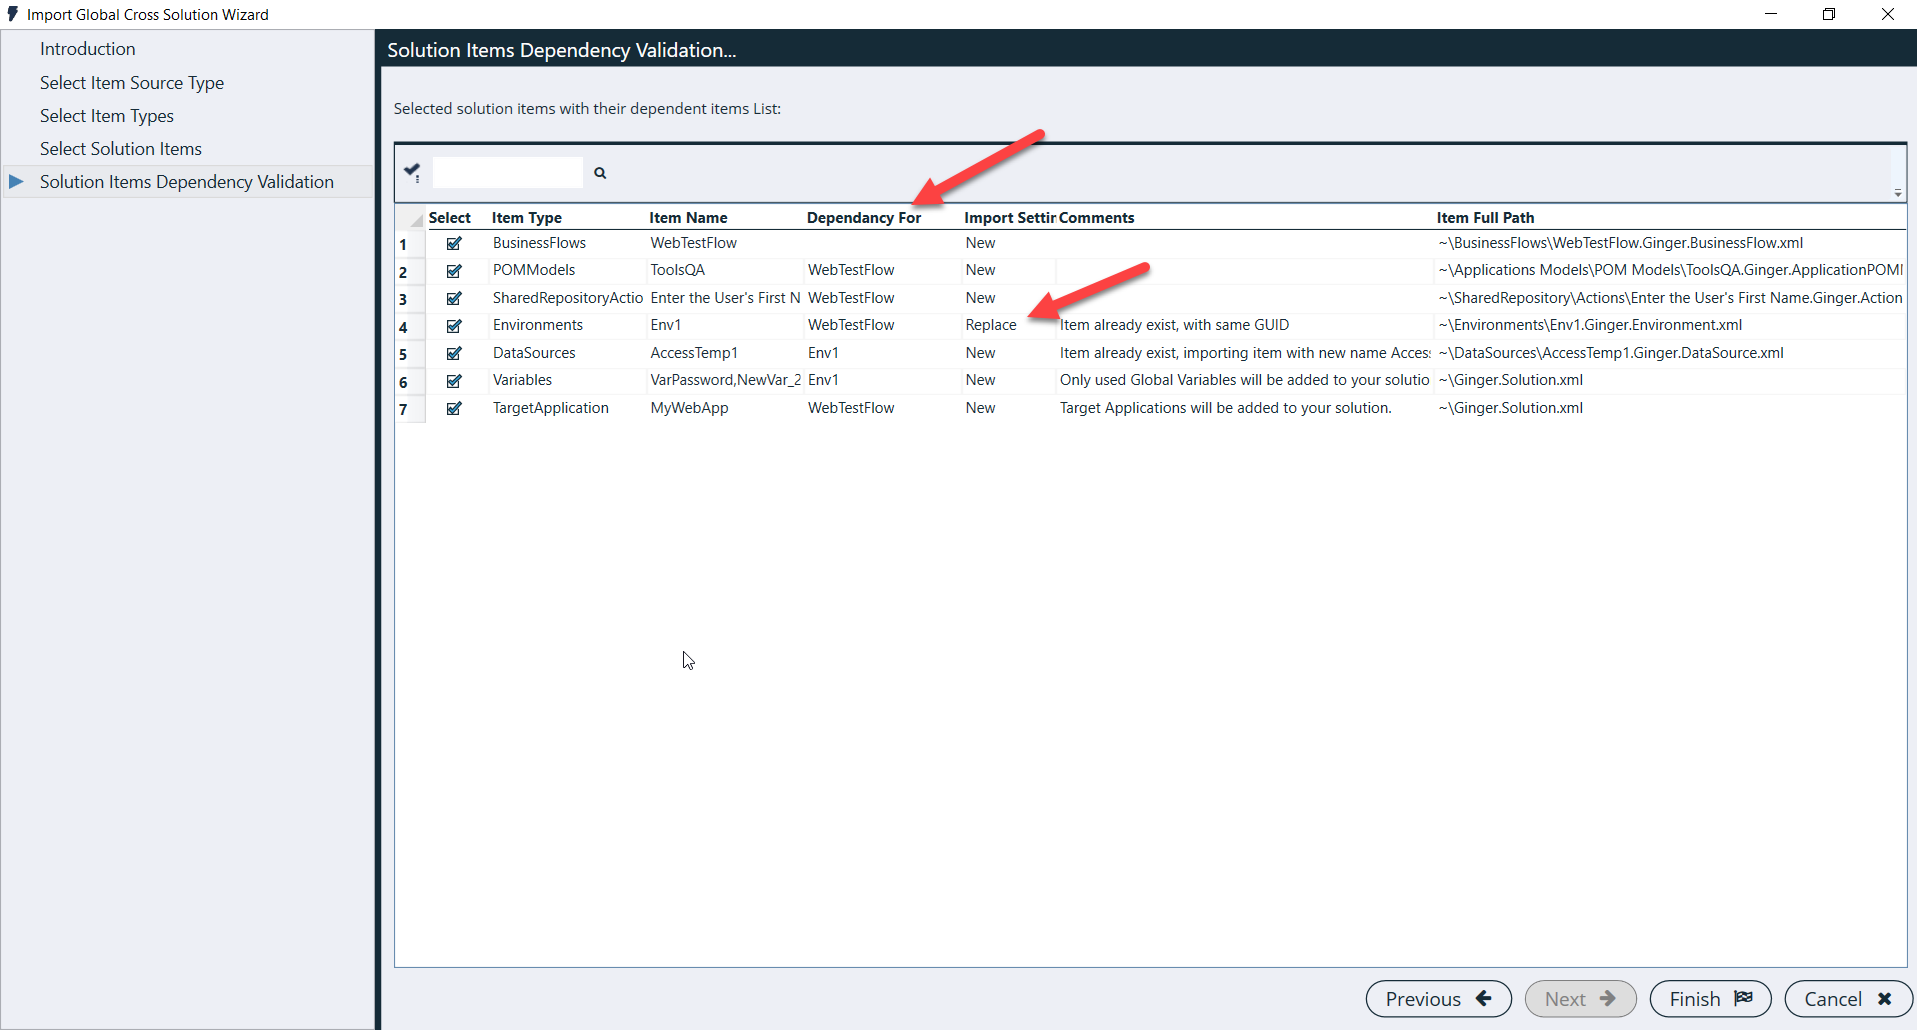 Import Global Cross Solution Wizard
Introduction
Select Item Source Type
Select Item Types
Select Solution Items
Solution Items Dependency Validation
Solution Items Dependency Validation...
Selected solution items with their dependent items List:
Select Item Type Item Name Dependancy For Import Settin Comments Item Full Path
1 BusinessFlows WebTestFlow New ~\BusinessFlows\WebTestFlow.Ginger.BusinessFlow.xml
2 POMModels ToolsQA WebTestFlow New ~\Applications Models\POM Models\ToolsQA.Ginger.ApplicationPOMI
3 SharedRepositoryActio Enter the User's First N WebTestFlow New ~\SharedRepository\Actions\Enter the User's First Name.Ginger.Action
4 Environments Env1 WebTestFlow Replace Item already exist, with same GUID ~\Environments\Env1.Ginger.Environment.xml
5 DataSources AccessTemp1 Env1 New Item already exist, importing item with new name Acces: ~\DataSources\AccessTemp1.Ginger.DataSource.xml
6 Variables VarPassword,NewVar_2 Env1 New Only used Global Variables will be added to your solutio ~\Ginger.Solution.xml
7 TargetApplication MyWebApp WebTestFlow New Target Applications will be added to your solution. ~\Ginger.Solution.xml
Previous Next Finish Cancel